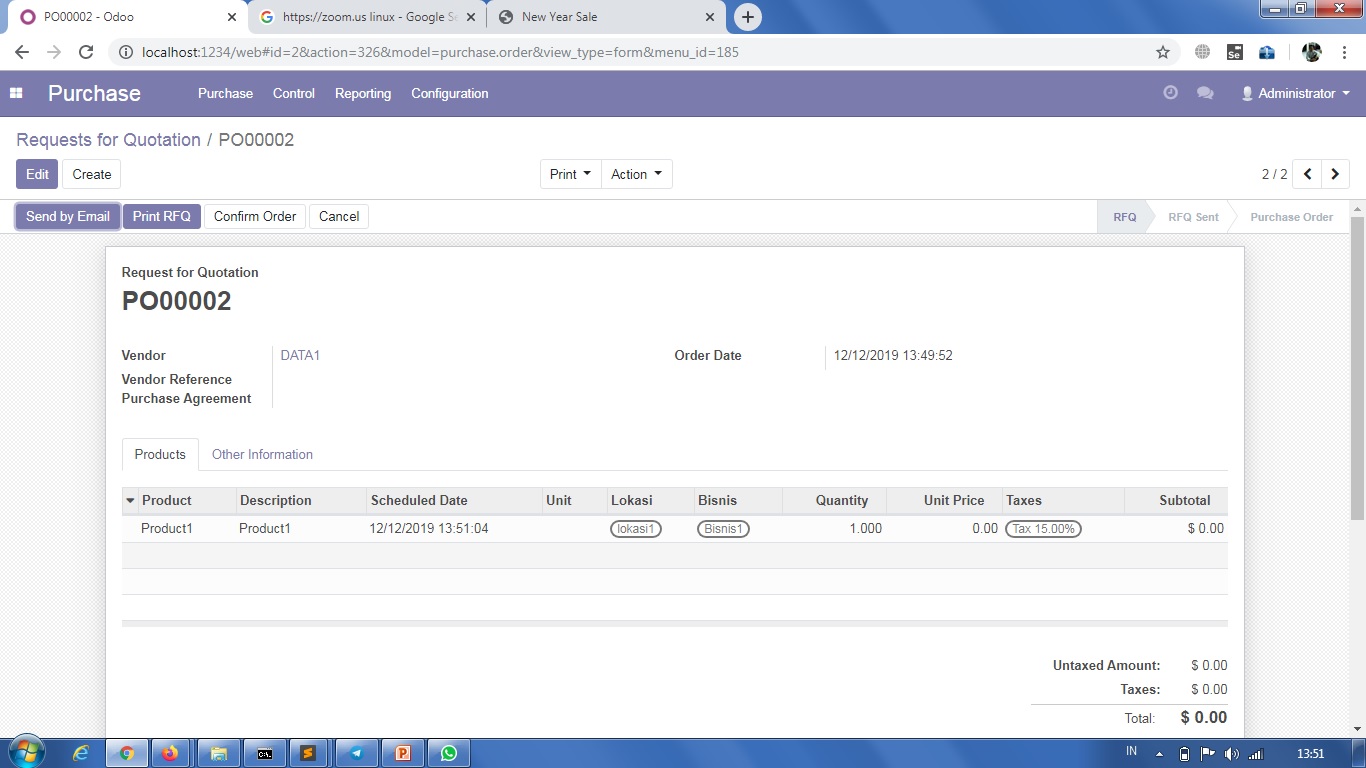 PO00002 - Odoo
https://zoom.us linux - Google Se
New Year Sale
localhost:1234/web#id=2&action=326&model=purchase.order&view_type=form&menu_id=185
Se
Purchase Purchase Control Reporting Configuration Administrator
Requests for Quotation / PO00002
Edit Create Print Action 2 / 2
Send by Email Print RFQ Confirm Order Cancel RFQ RFQ Sent Purchase Order
Request for Quotation
PO00002
Vendor DATA1 Order Date 12/12/2019 13:49:52
Vendor Reference
Purchase Agreement
Products Other Information
Product Description Scheduled Date Unit Lokasi Bisnis Quantity Unit Price Taxes Subtotal
Product1 Product1 12/12/2019 13:51:04 lokasi1 Bisnis1 1.000 0.00 Tax 15.00% $ 0.00
Untaxed Amount: $ 0.00
Taxes: $ 0.00
Total: $ 0.00
IN 13:51